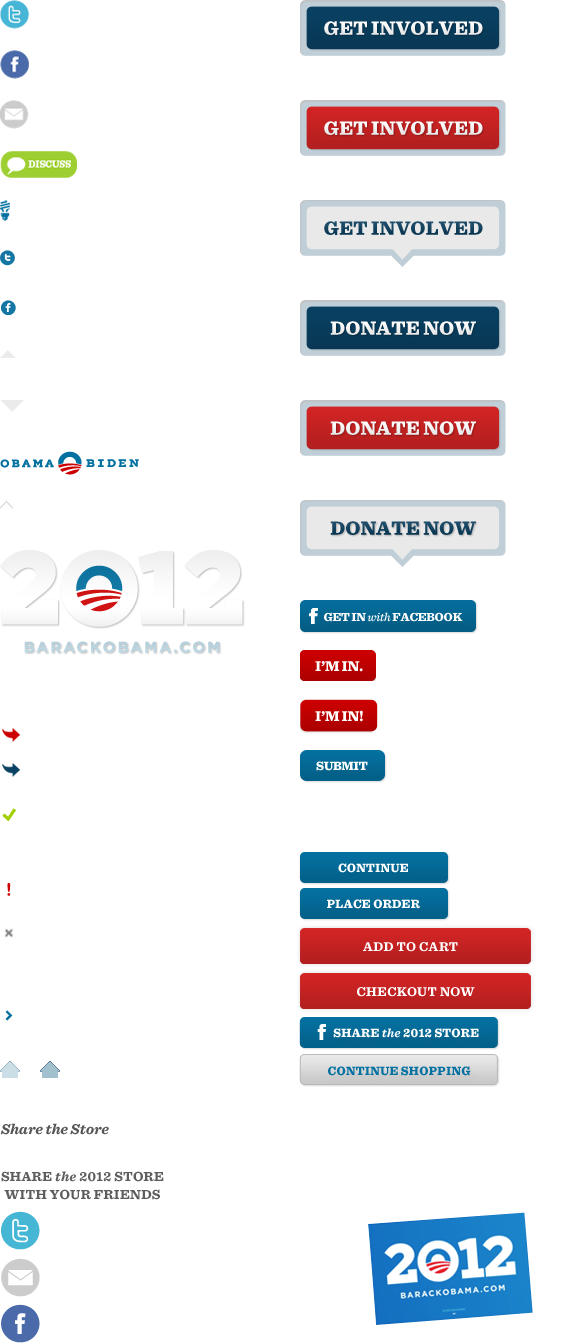 GET INVOLVED
GET INVOLVED
DISCUSS
GET INVOLVED
DONATE NOW
DONATE NOW
OBAMA BIDEN
DONATE NOW
2012
BARACKOBAMA.COM
GET IN with FACEBOOK
I'M IN.
I'M IN!
SUBMIT
CONTINUE
PLACE ORDER
ADD TO CART
CHECKOUT NOW
SHARE the 2012 STORE
CONTINUE SHOPPING
Share the Store
SHARE the 2012 STORE
WITH YOUR FRIENDS
2012
BARACKOBAMA.COM